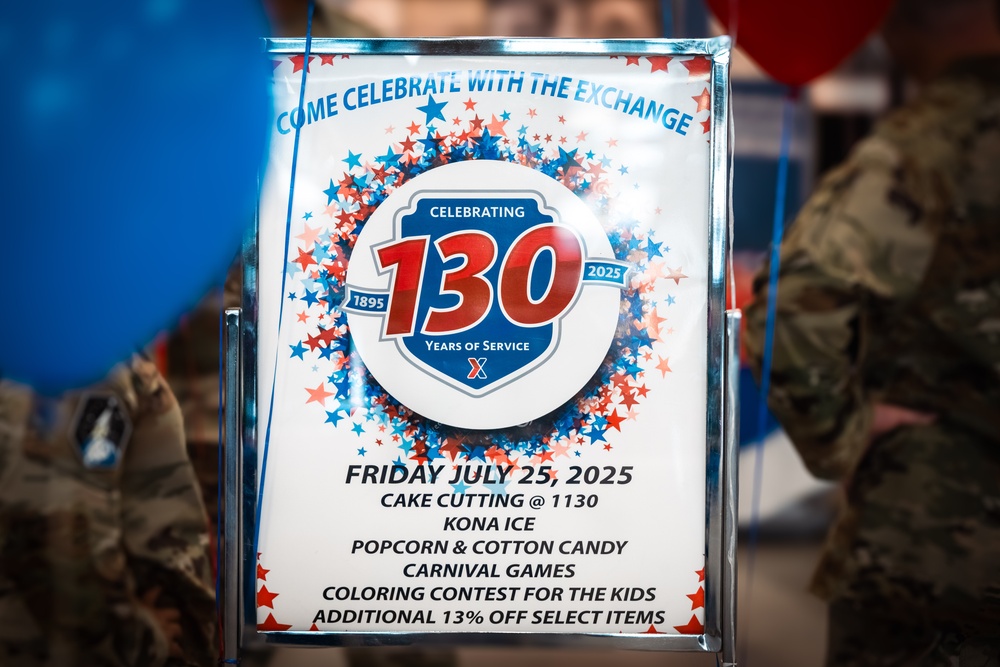 COME CELEBRATE WITH THE EXCHANGE
CELEBRATING
130
1895
2025
YEARS OF SERVICE
X
FRIDAY JULY 25, 2025
CAKE CUTTING @ 1130
KONA ICE
POPCORN & COTTON CANDY
CARNIVAL GAMES
COLORING CONTEST FOR THE KIDS
ADDITIONAL 13% OFF SELECT ITEMS